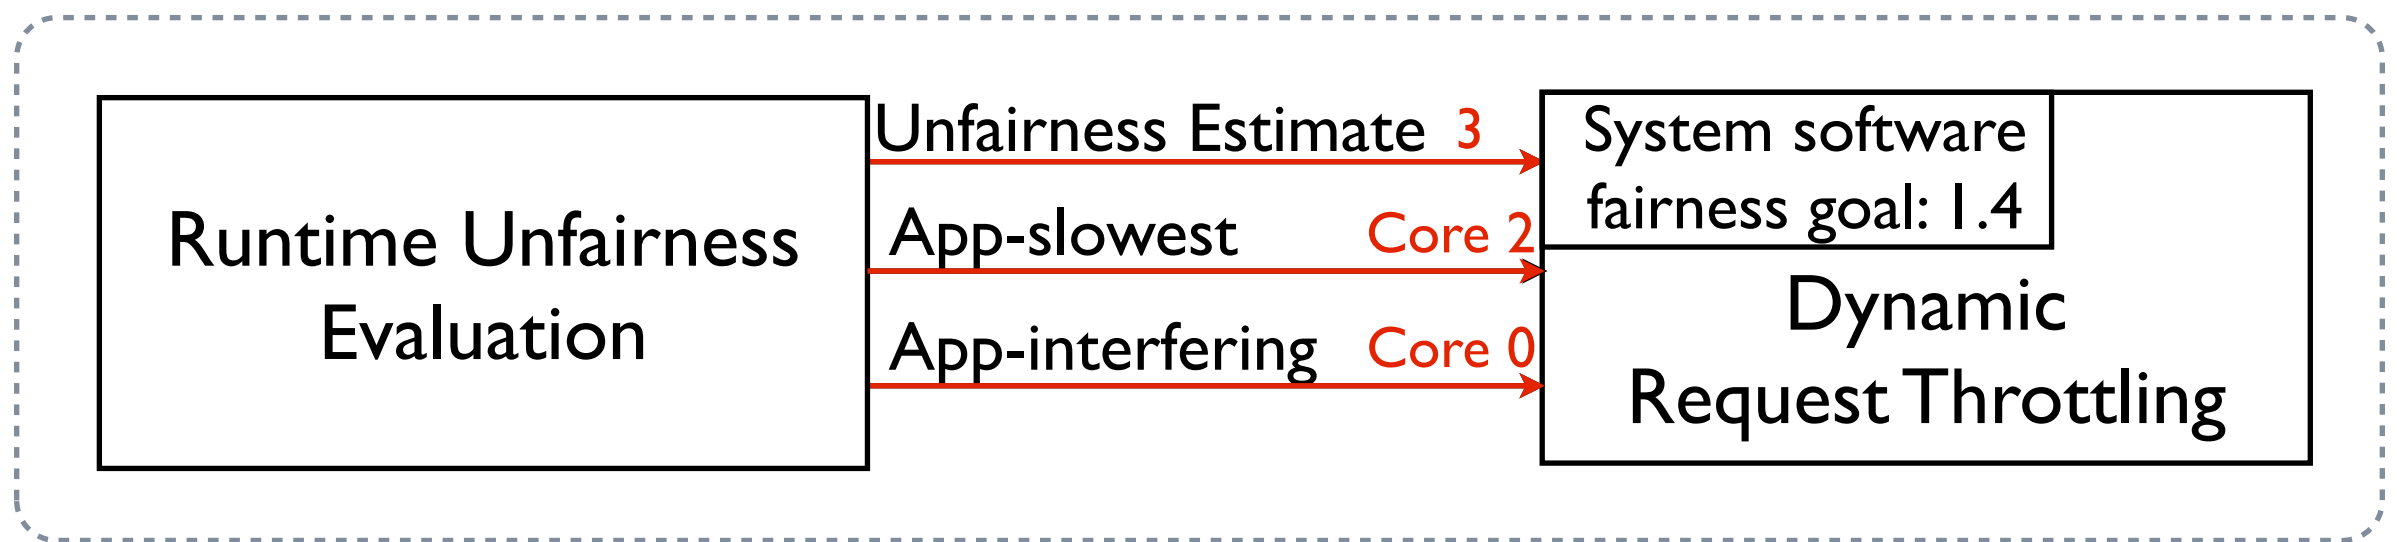 Runtime Unfairness
Evaluation
Unfairness Estimate 3
App-slowest Core 2
App-interfering Core 0
System software
fairness goal: 1.4
Dynamic
Request Throttling